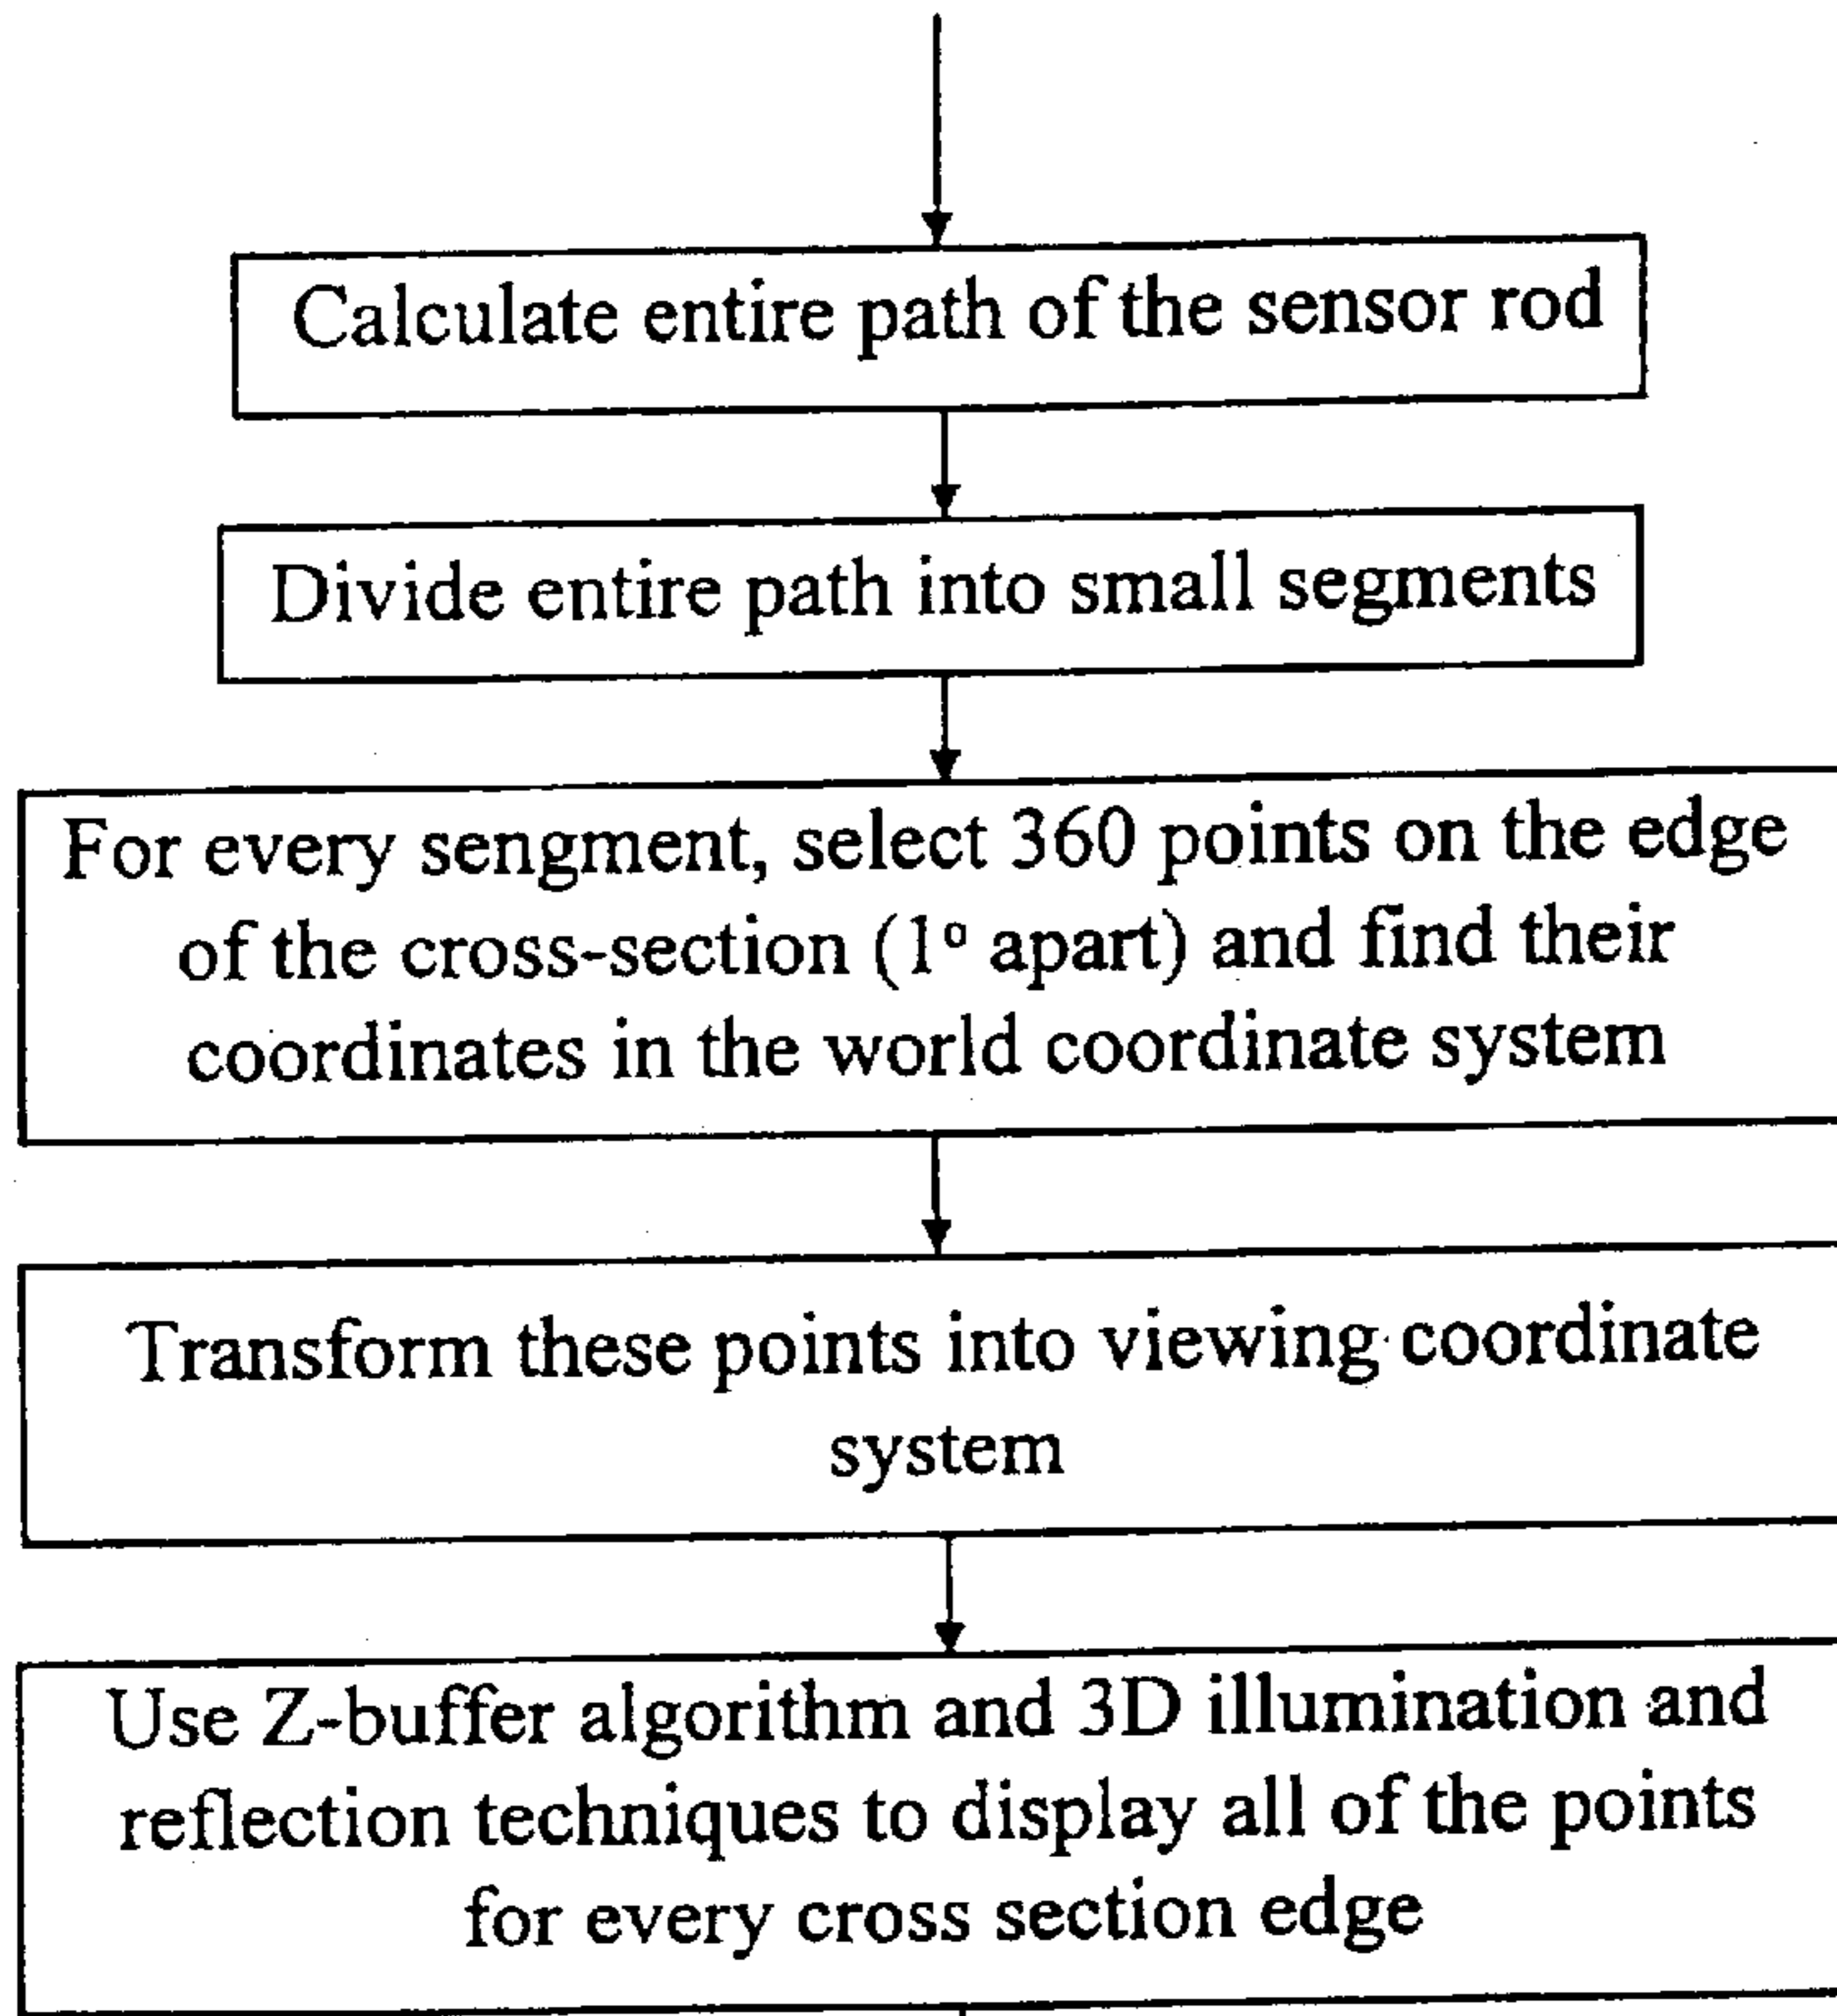 Calculate entire path of the sensor rod
Divide entire path into small segments
For every sengment, select 360 points on the edge
of the cross-section (1° apart) and find their
coordinates in the world coordinate system
Transform these points into viewing coordinate
system
Use Z-buffer algorithm and 3D illumination and
reflection techniques to display all of the points
for every cross section edge